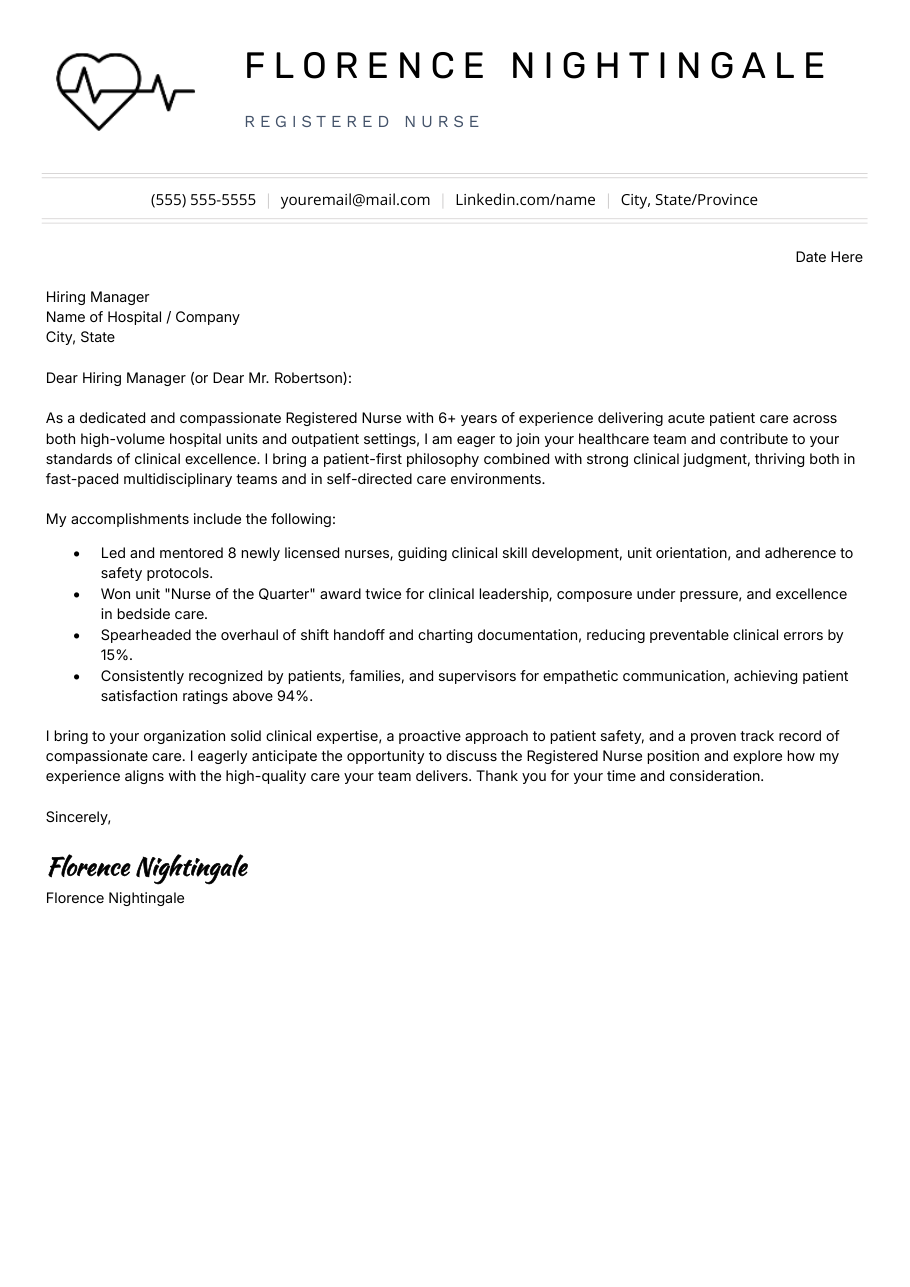 FLORENCE NIGHTINGALE
REGISTERED NURSE
(555) 555-5555 | youremail@mail.com | Linkedin.com/name | City, State/Province
Date Here
Hiring Manager
Name of Hospital / Company
City, State
Dear Hiring Manager (or Dear Mr. Robertson):
As a dedicated and compassionate Registered Nurse with 6+ years of experience delivering acute patient care across
both high-volume hospital units and outpatient settings, I am eager to join your healthcare team and contribute to your
standards of clinical excellence. I bring a patient-first philosophy combined with strong clinical judgment, thriving both in
fast-paced multidisciplinary teams and in self-directed care environments.
My accomplishments include the following:
• Led and mentored 8 newly licensed nurses, guiding clinical skill development, unit orientation, and adherence to
safety protocols.
• Won unit "Nurse of the Quarter" award twice for clinical leadership, composure under pressure, and excellence
in bedside care.
• Spearheaded the overhaul of shift handoff and charting documentation, reducing preventable clinical errors by
15%.
• Consistently recognized by patients, families, and supervisors for empathetic communication, achieving patient
satisfaction ratings above 94%.
I bring to your organization solid clinical expertise, a proactive approach to patient safety, and a proven track record of
compassionate care. I eagerly anticipate the opportunity to discuss the Registered Nurse position and explore how my
experience aligns with the high-quality care your team delivers. Thank you for your time and consideration.
Sincerely,
Florence Nightingale
Florence Nightingale